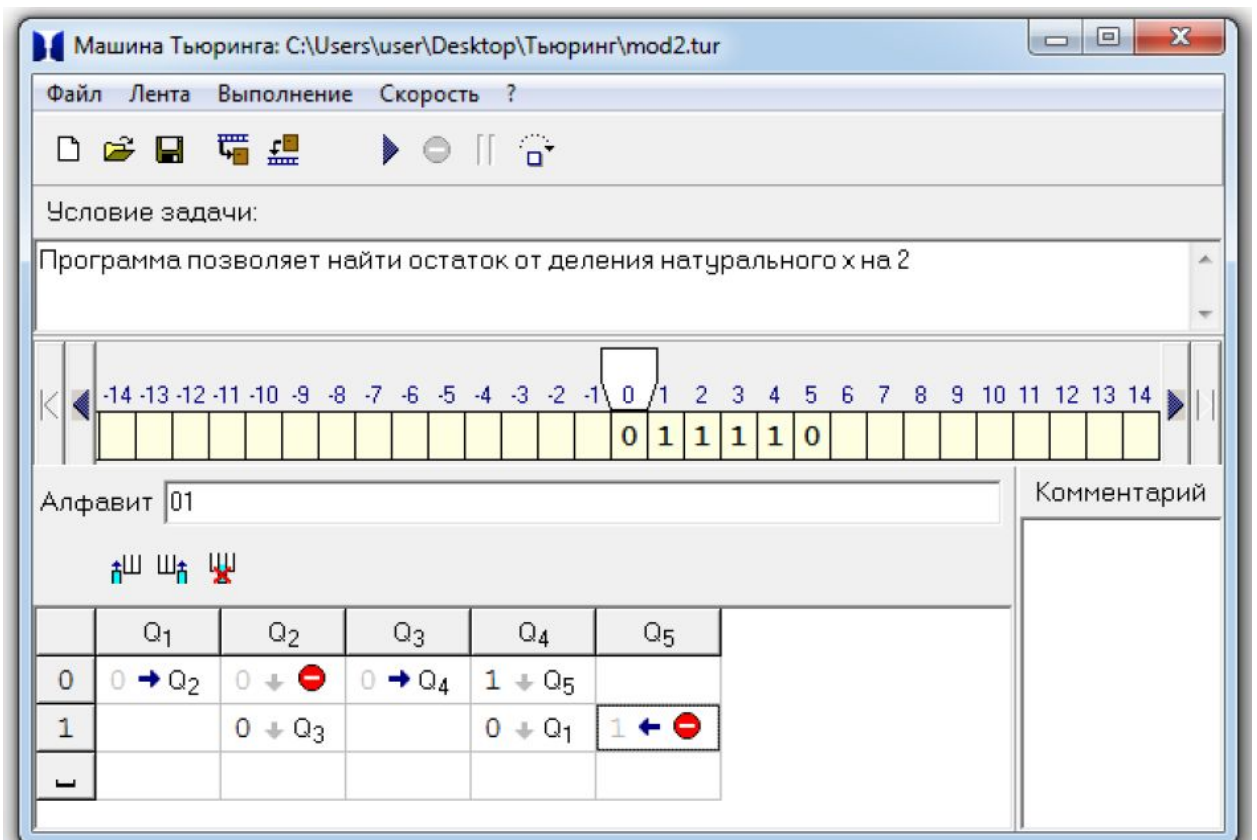 Машина Тьюринга: C:\Users\user\Desktop\Тьюринг\mod2.tur
Файл Лента Выполнение Скорость ?
Условие задачи:
Программа позволяет найти остаток от деления натурального x на 2
-14 -13 -12 -11 -10 -9 -8 -7 -6 -5 -4 -3 -2 -1 0 1 2 3 4 5 6 7 8 9 10 11 12 13 14
0 1 1 1 1 0
Алфавит 01
Комментарий
Q1 Q2 Q3 Q4 Q5
0 0 → Q2 0 ↓ 0 → Q4 1 ↓ Q5
1 0 ↓ Q3 0 ↓ Q1 1 ←